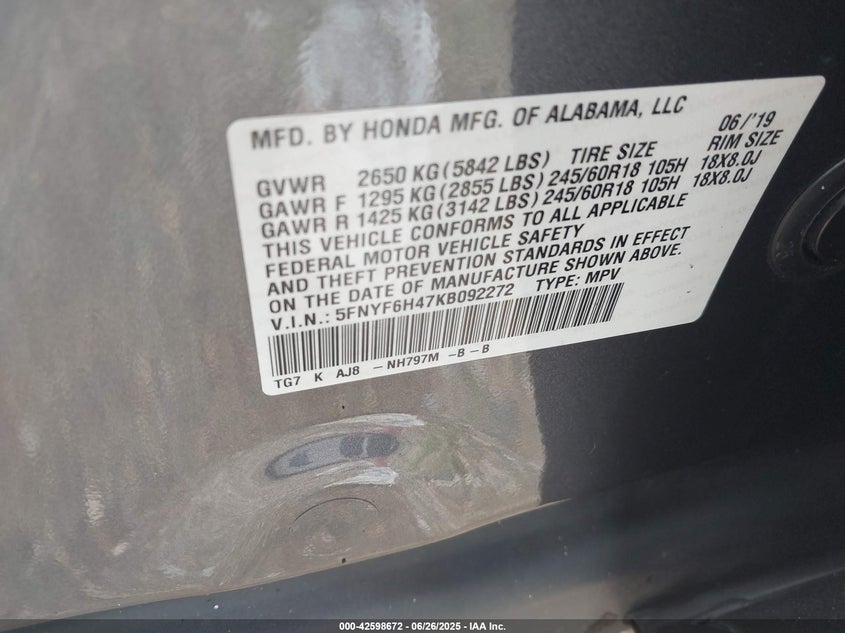 MFD. BY HONDA MFG. OF ALABAMA, LLC 06/'19
GVWR 2650 KG (5842 LBS) TIRE SIZE RIM SIZE
GAWR F 1295 KG (2855 LBS) 245/60R18 105H 18X8.0J
GAWR R 1425 KG (3142 LBS) 245/60R18 105H 18X8.0J
THIS VEHICLE CONFORMS TO ALL APPLICABLE
FEDERAL MOTOR VEHICLE SAFETY
AND THEFT PREVENTION STANDARDS IN EFFECT
ON THE DATE OF MANUFACTURE SHOWN ABOVE.
V.I.N.: 5FNYF6H47KB092272 TYPE: MPV
TG7 K AJ8 -NH797M -B-B
000-42598672 - 06/26/2025 - IAA Inc.